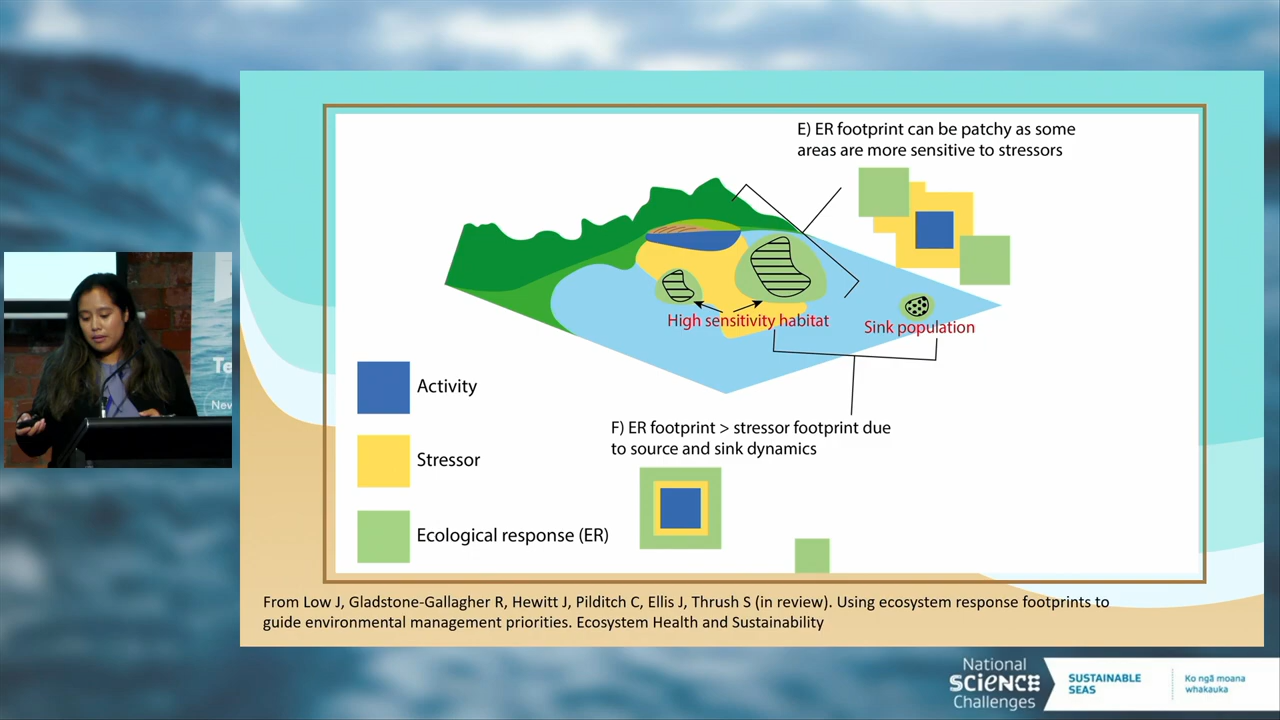 E) ER footprint can be patchy as some
areas are more sensitive to stressors
High sensitivity habitat
Sink population
Activity
F) ER footprint > stressor footprint due
to source and sink dynamics
Stressor
Ecological response (ER)
From Low J, Gladstone-Gallagher R, Hewitt J, Pilditch C, Ellis J, Thrush S (in review). Using ecosystem response footprints to
guide environmental management priorities. Ecosystem Health and Sustainability
Te
New
National
SCIENCE
Challenges
SUSTAINABLE
SEAS
Ko ngā moana
whakauka